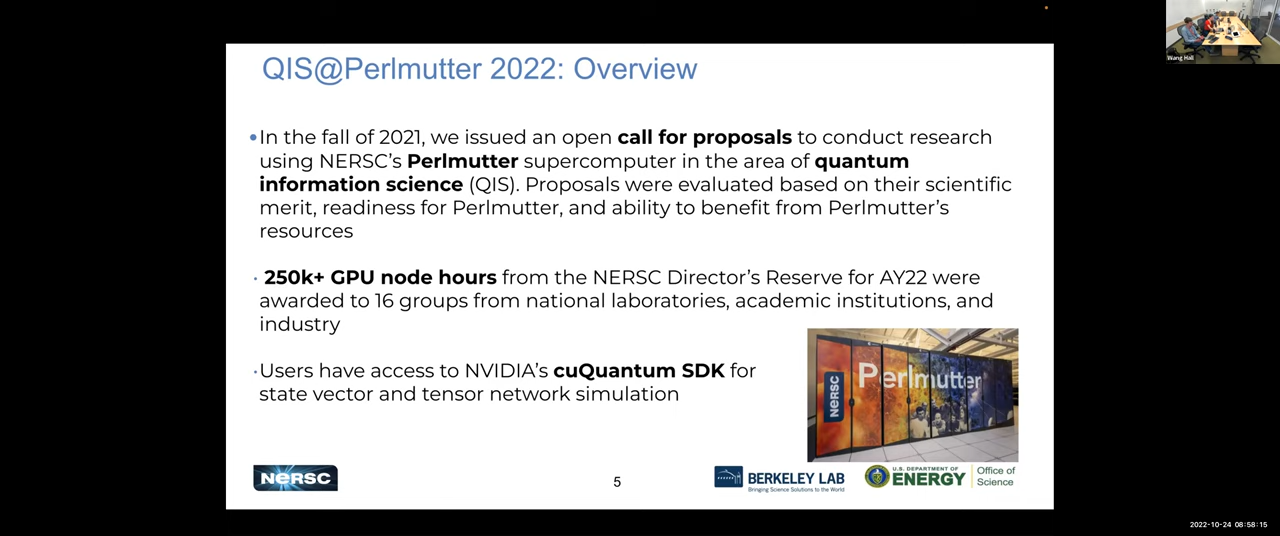 Wang Hall
QIS@Perlmutter 2022: Overview
•In the fall of 2021, we issued an open call for proposals to conduct research
using NERSC’s Perlmutter supercomputer in the area of quantum
information science (QIS). Proposals were evaluated based on their scientific
merit, readiness for Perlmutter, and ability to benefit from Perlmutter’s
resources
• 250k+ GPU node hours from the NERSC Director’s Reserve for AY22 were
awarded to 16 groups from national laboratories, academic institutions, and
industry
•Users have access to NVIDIA’s cuQuantum SDK for
state vector and tensor network simulation
NERSC
Perlmutter
NERSC
5
BERKELEY LAB
Bringing Science Solutions to the World
U.S. DEPARTMENT OF
ENERGY
Office of
Science
2022-10-24 08:58:15